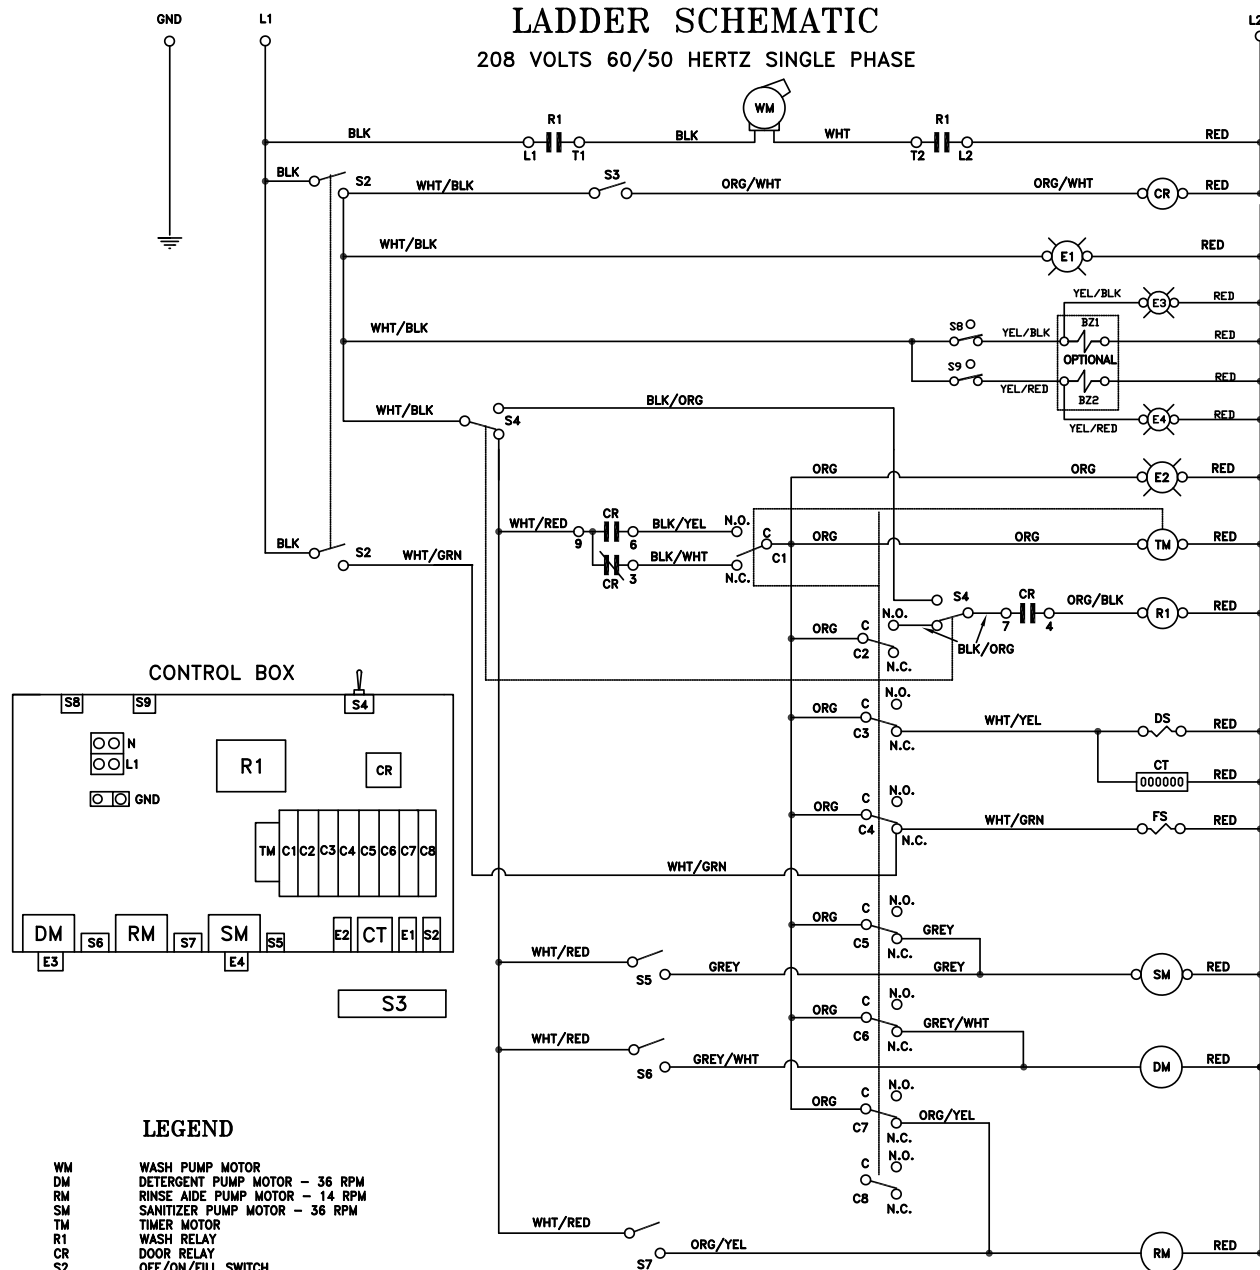 LADDER SCHEMATIC
208 VOLTS 60/50 HERTZ SINGLE PHASE
GND L1
WM
BLK R1 BLK WHT R1 RED
L1 T1 T2 L2
BLK S2 WHT/BLK S3 ORG/WHT ORG/WHT CR RED
WHT/BLK E1 RED
YEL/BLK E3 RED
WHT/BLK S8 YEL/BLK BZ1 RED
OPTIONAL
S9 YEL/RED BZ2 RED
YEL/RED E4 RED
WHT/BLK S4 BLK/ORG
ORG ORG E2 RED
WHT/RED 9 CR 6 BLK/YEL N.O. C C1 ORG ORG TM RED
CR 3 BLK/WHT N.C.
BLK S2 WHT/GRN
S4 CR ORG/BLK R1 RED
7 4
ORG C C2 N.O. N.C. BLK/ORG
ORG C C3 N.O. N.C. WHT/YEL DS RED
CT 000000 RED
ORG C C4 N.O. N.C. WHT/GRN FS RED
WHT/GRN
ORG C C5 N.O. N.C. GREY
WHT/RED S5 GREY GREY SM RED
ORG C C6 N.O. N.C. GREY/WHT
WHT/RED S6 GREY/WHT DM RED
ORG C C7 N.O. N.C. ORG/YEL
C C8 N.O. N.C.
WHT/RED S7 ORG/YEL RM RED
CONTROL BOX
S8 S9 S4
N
L1
GND
R1 CR
TM C1 C2 C3 C4 C5 C6 C7 C8
DM S6 RM S7 SM S5 E2 CT E1 S2
E3 E4
S3
LEGEND
WM WASH PUMP MOTOR
DM DETERGENT PUMP MOTOR – 36 RPM
RM RINSE AIDE PUMP MOTOR – 14 RPM
SM SANITIZER PUMP MOTOR – 36 RPM
TM TIMER MOTOR
R1 WASH RELAY
CR DOOR RELAY
S2 OFF/ON/FILL SWITCH